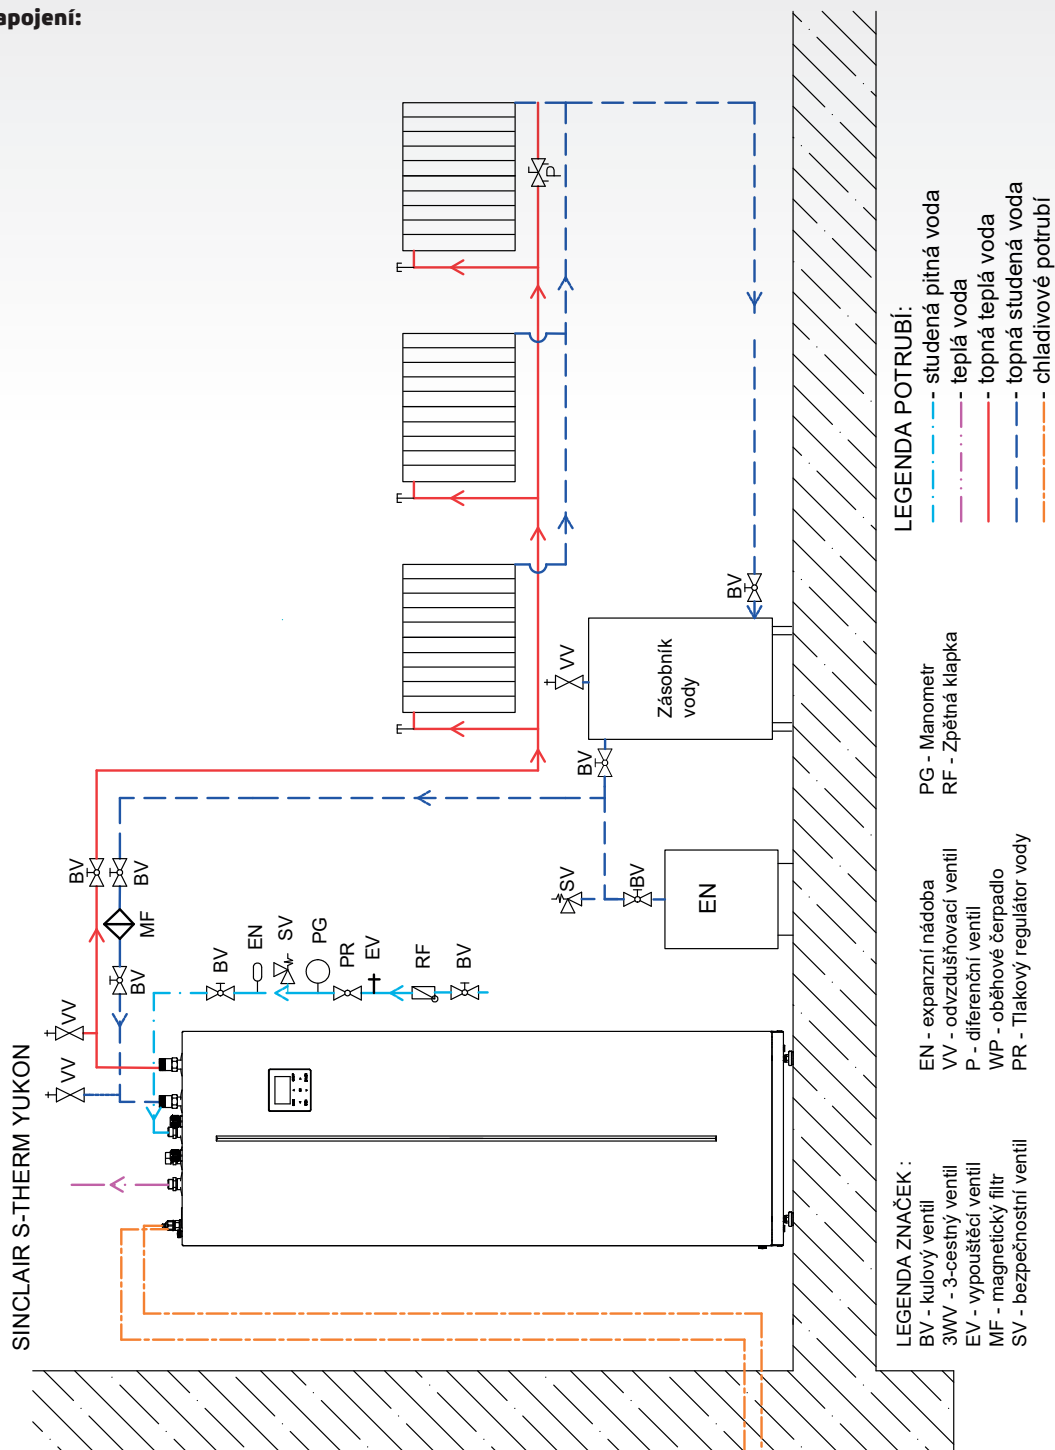 apojení:
SINCLAIR S-THERM YUKON
VV
VV
BV
BV
MF
BV
BV
EN
SV
PG
PR
EV
RF
BV
SV
BV
EN
BV
VV
Zásobník
vody
BV
P
LEGENDA ZNAČEK :
BV - kulový ventil
3WV - 3-cestný ventil
EV - vypouštěcí ventil
MF - magnetický filtr
SV - bezpečnostní ventil
EN - expanzní nádoba
VV - odvzdušňovací ventil
P - diferenční ventil
WP - oběhové čerpadlo
PR - Tlakový regulátor vody
PG - Manometr
RF - Zpětná klapka
LEGENDA POTRUBÍ:
- studená pitná voda
- teplá voda
- topná teplá voda
- topná studená voda
- chladivové potrubí